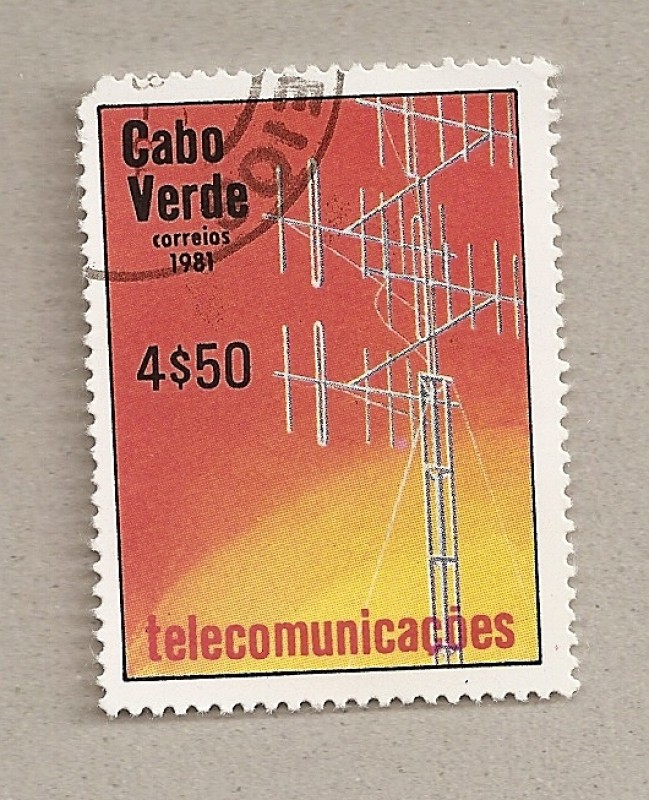 Cabo
Verde
correios
1981
4$50
telecomunicações